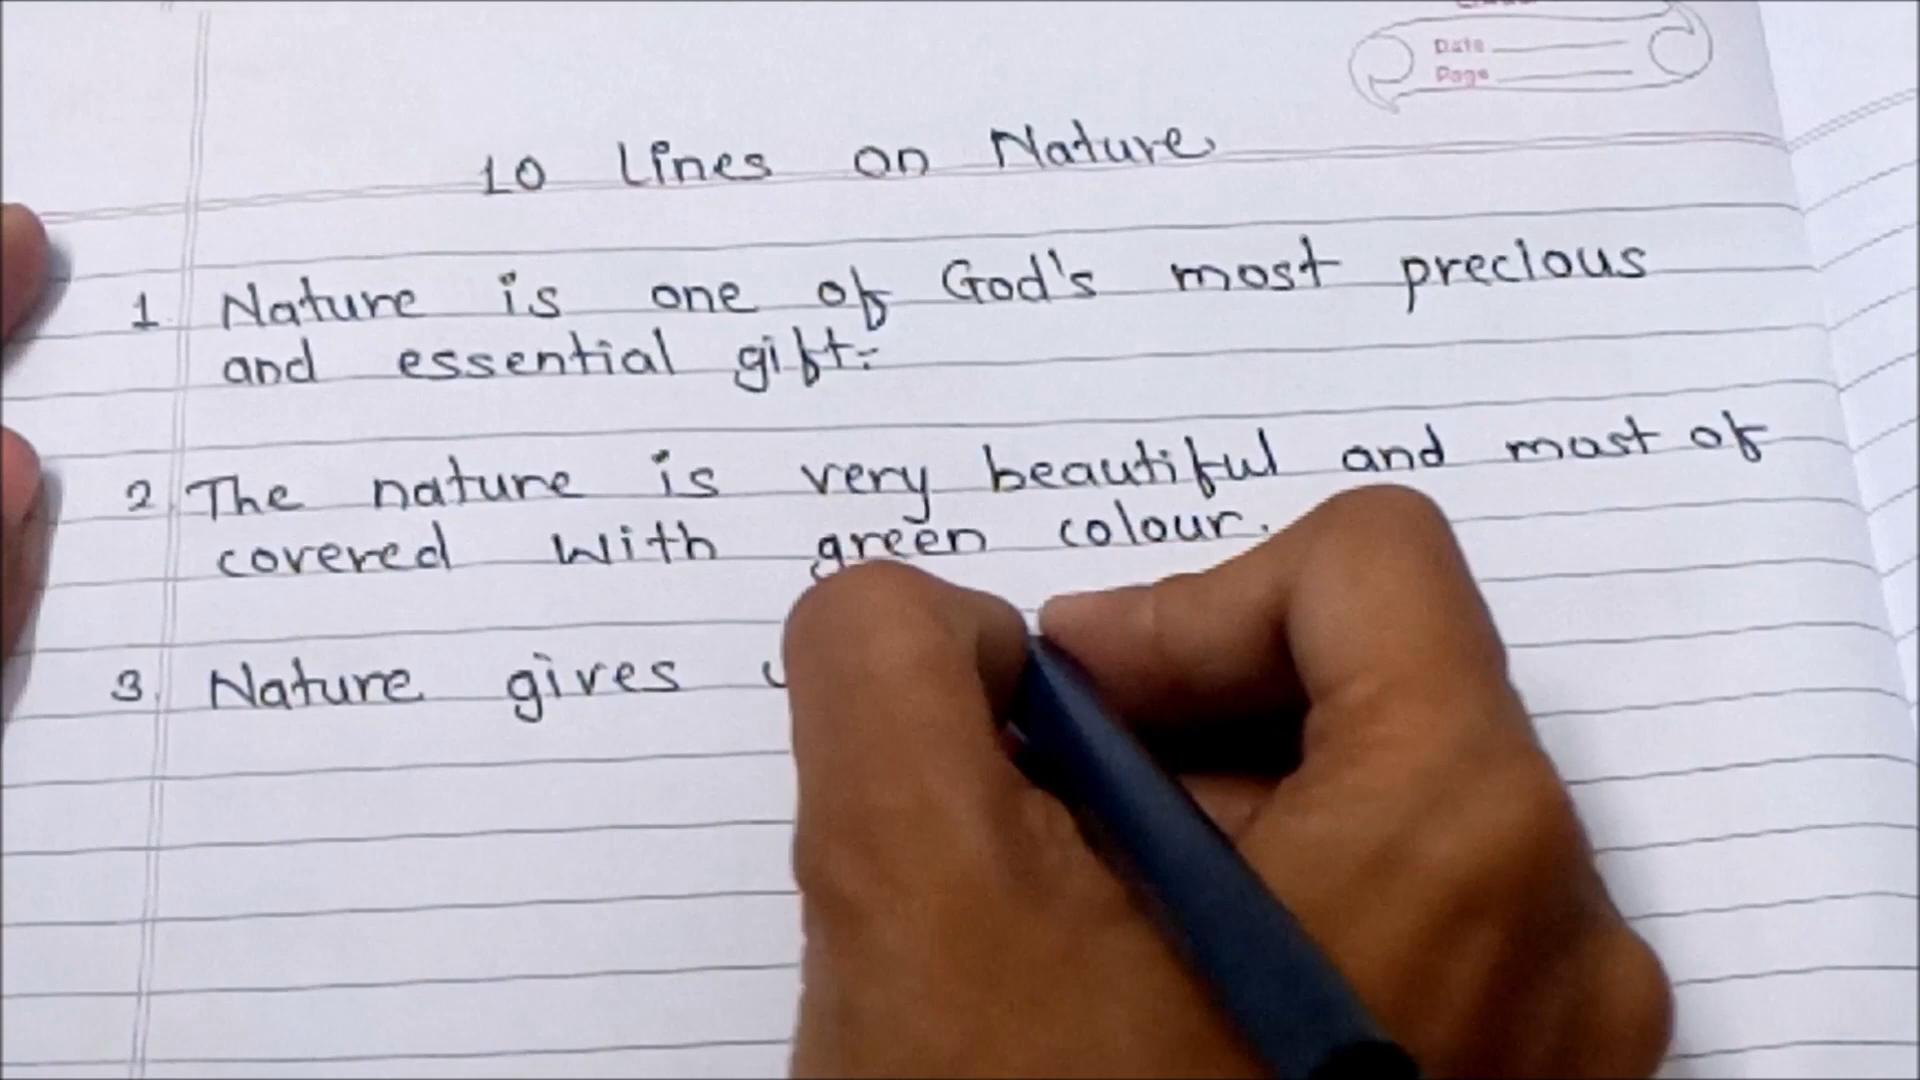 Date
Page
10 Lines on Nature
1. Nature is one of God's most precious
and essential gift.
2. The nature is very beautiful and most of
covered with green colour.
3. Nature gives